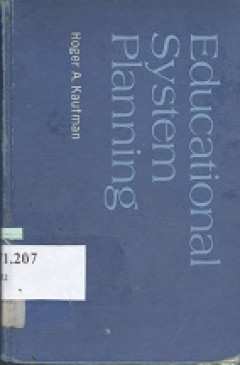 Educational
System
Planning
Roger A. Kaufman
1.207
u